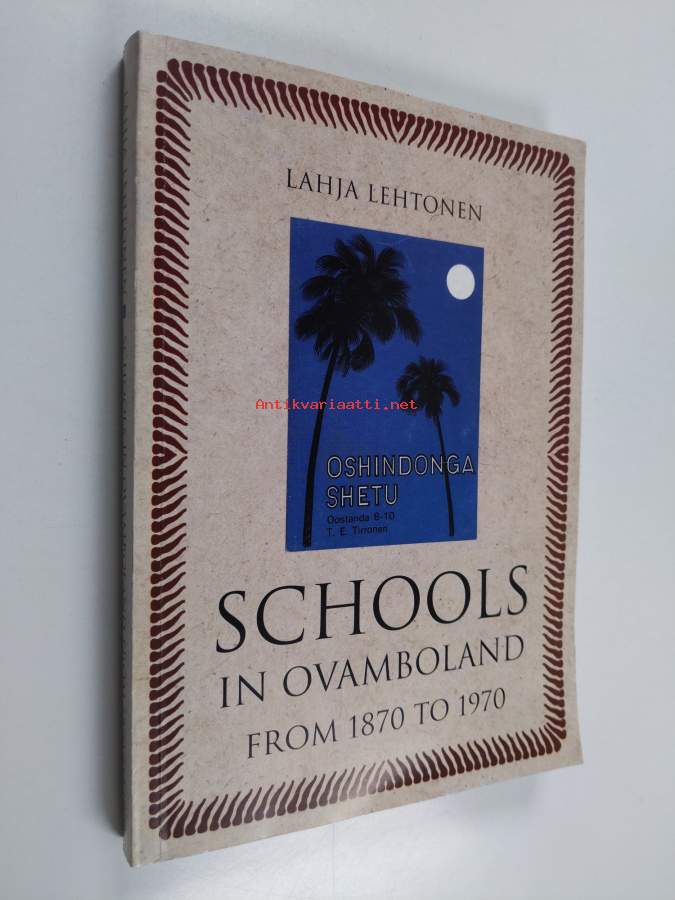 LAHJA LEHTONEN
Antikvariaatti.net
OSHINDONGA
SHETU
Oostanda 8-10
T. E. Tirronen
SCHOOLS
IN OVAMBOLAND
FROM 1870 TO 1970